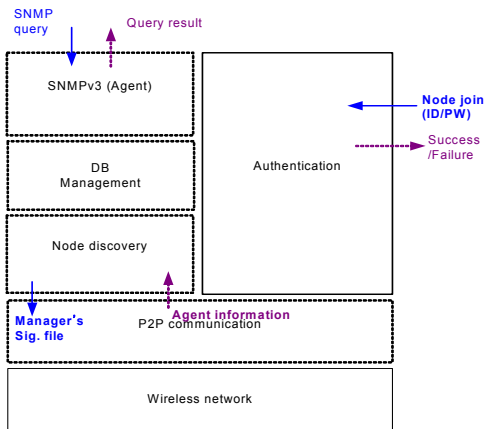 SNMP
query
Query result
SNMPv3 (Agent)
Node join
(ID/PW)
Success
/Failure
Authentication
DB
Management
Node discovery
Manager's
Sig. file
Agent information
P2P communication
Wireless network